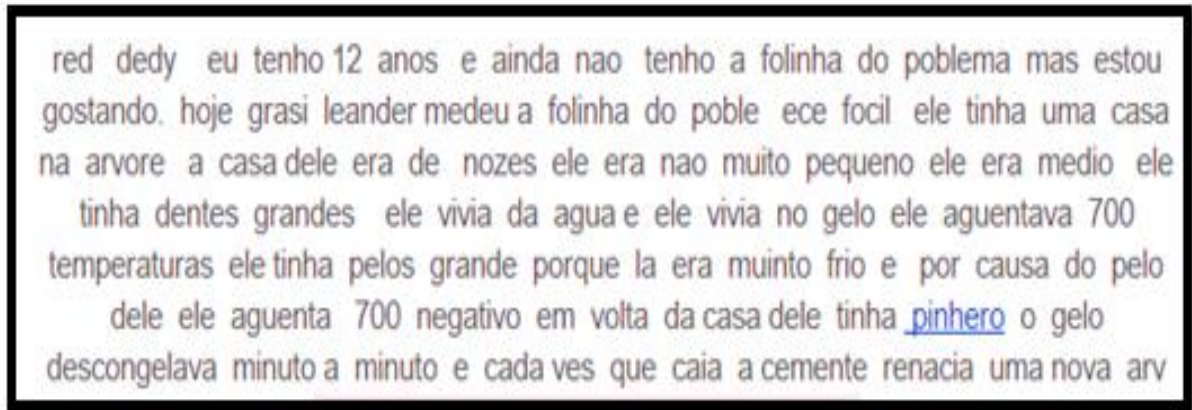 red dedy eu tenho 12 anos e ainda nao tenho a folinha do poblema mas estou
gostando. hoje grasi leander medeu a folinha do poble ece focil ele tinha uma casa
na arvore a casa dele era de nozes ele era nao muito pequeno ele era medio ele
tinha dentes grandes ele vivia da agua e ele vivia no gelo ele aguentava 700
temperaturas ele tinha pelos grande porque la era muinto frio e por causa do pelo
dele ele aguenta 700 negativo em volta da casa dele tinha pinhero o gelo
descongelava minuto a minuto e cada ves que caia a cemente renacia uma nova arv